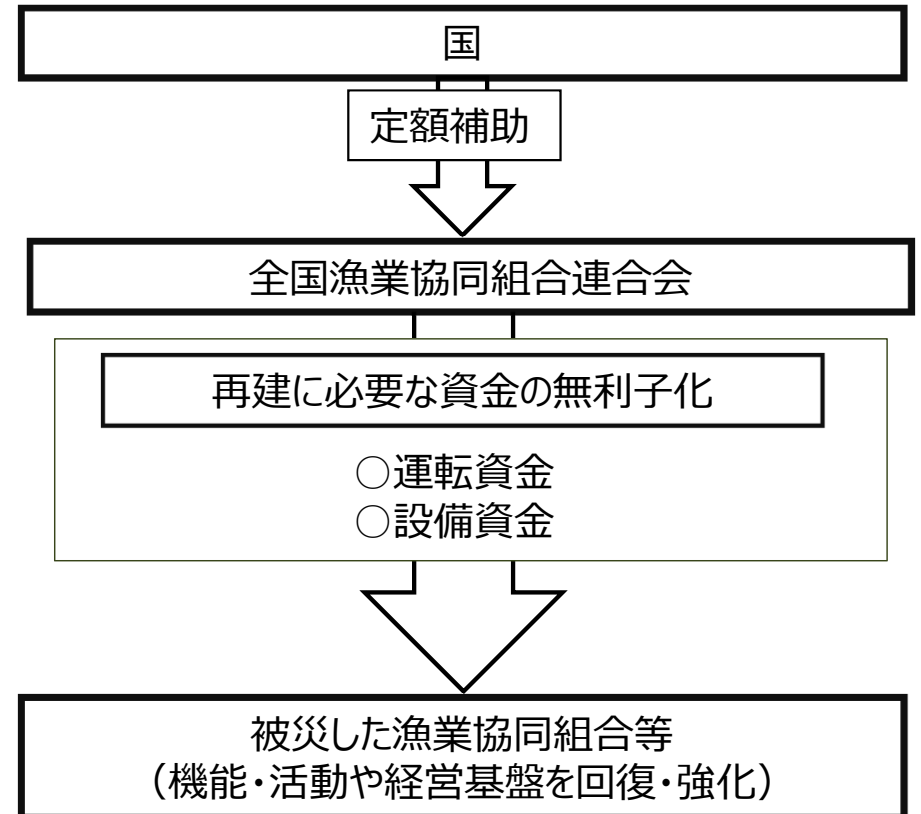 国
定額補助
全国漁業協同組合連合会
再建に必要な資金の無利子化
○運転資金
○設備資金
被災した漁業協同組合等
（機能・活動や経営基盤を回復・強化）